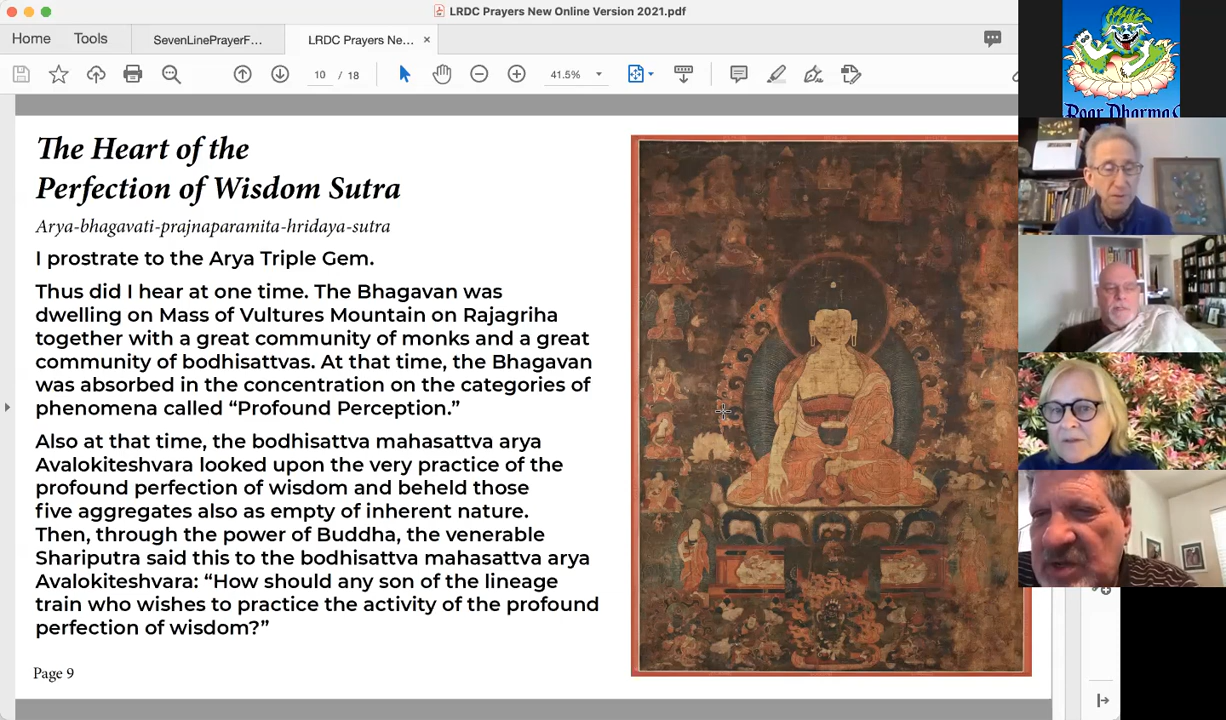 LRDC Prayers New Online Version 2021.pdf
Home
Tools
SevenLinePrayerF...
LRDC Prayers Ne...
×
10 / 18
41.5%
The Heart of the
Perfection of Wisdom Sutra
Arya-bhagavati-prajnaparamita-hridaya-sutra
I prostrate to the Arya Triple Gem.
Thus did I hear at one time. The Bhagavan was
dwelling on Mass of Vultures Mountain on Rajagriha
together with a great community of monks and a great
community of bodhisattvas. At that time, the Bhagavan
was absorbed in the concentration on the categories of
phenomena called “Profound Perception.”
Also at that time, the bodhisattva mahasattva arya
Avalokiteshvara looked upon the very practice of the
profound perfection of wisdom and beheld those
five aggregates also as empty of inherent nature.
Then, through the power of Buddha, the venerable
Shariputra said this to the bodhisattva mahasattva arya
Avalokiteshvara: “How should any son of the lineage
train who wishes to practice the activity of the profound
perfection of wisdom?”
Page 9
Roar Dharma